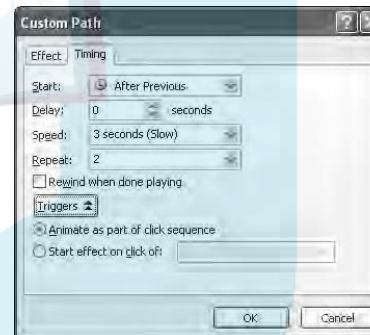 Custom Path
Effect Timing
Start: After Previous
Delay: 0 seconds
Speed: 3 seconds (Slow)
Repeat: 2
Rewind when done playing
Triggers
Animate as part of click sequence
Start effect on click of:
OK Cancel